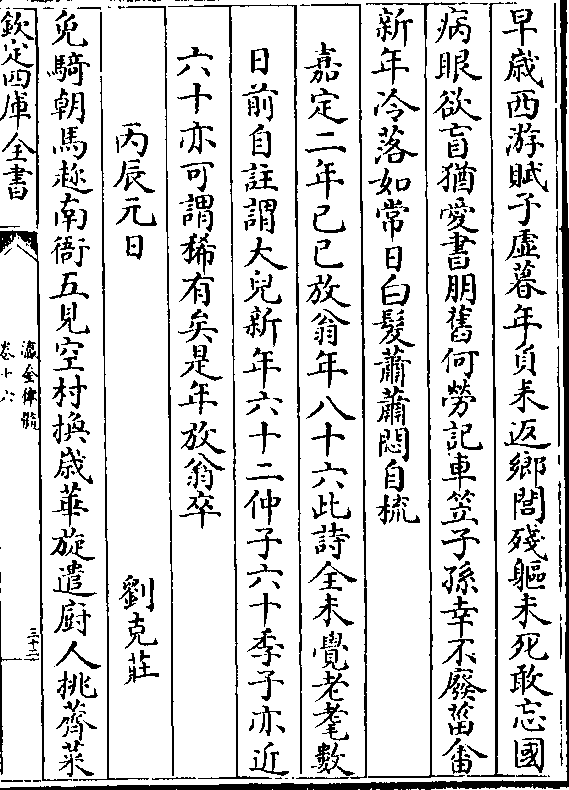 早歳西游賦子虛暮年負耒返鄉閭殘軀未死敢忘國
病眼欲盲猶愛書朋舊何勞記車笠子孫幸不廢菑畬
新年冷落如常日白髮蕭蕭悶自梳
嘉定二年己巳放翁年八十六此詩全未覺老耄數
日前自註謂大兒新年六十二仲子六十季子亦近
六十亦可謂稀有矣是年放翁卒
丙辰元日
劉克莊
免騎朝馬趂南衙五見空村換歳華旋遣廚人挑薺菜
欽定四庫全書
瀛奎律髓
卷十六
三十二